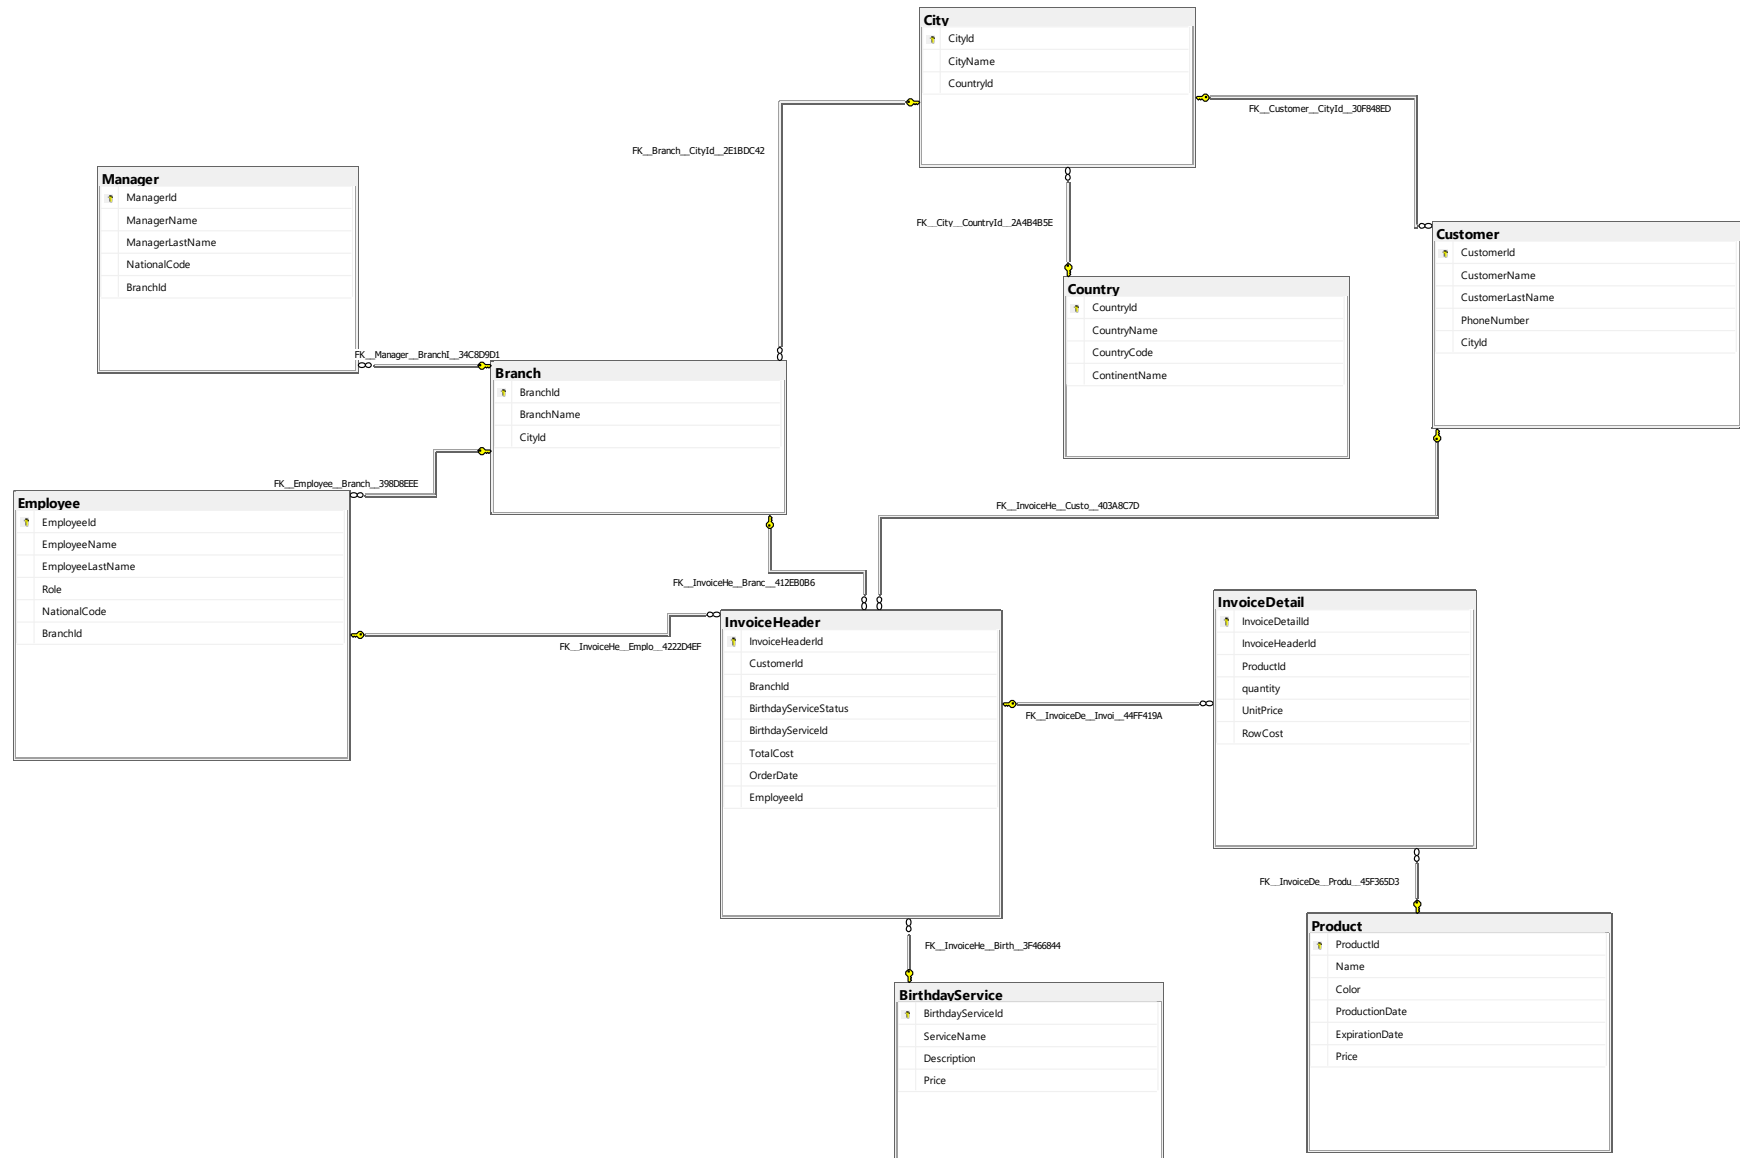 City
CityId
CityName
CountryId
FK__Branch__CityId__2E1BDC42
FK__Customer__CityId__30F848ED
Manager
ManagerId
ManagerName
ManagerLastName
NationalCode
BranchId
FK__City__CountryId__2A4B4B5E
Customer
CustomerId
CustomerName
CustomerLastName
PhoneNumber
CityId
Country
CountryId
CountryName
CountryCode
ContinentName
FK__Manager__BranchI__34C8D9D1
Branch
BranchId
BranchName
CityId
FK__Employee__Branch__398D8EEE
Employee
EmployeeId
EmployeeName
EmployeeLastName
Role
NationalCode
BranchId
FK__InvoiceHe__Custo__403A8C7D
FK__InvoiceHe__Branc__412EB0B6
FK__InvoiceHe__Emplo__4222D4EF
InvoiceHeader
InvoiceHeaderId
CustomerId
BranchId
BirthdayServiceStatus
BirthdayServiceId
TotalCost
OrderDate
EmployeeId
InvoiceDetail
InvoiceDetailId
InvoiceHeaderId
ProductId
quantity
UnitPrice
RowCost
FK__InvoiceDe__Invoi__44FF419A
FK__InvoiceDe__Produ__45F365D3
FK__InvoiceHe__Birth__3F466844
Product
ProductId
Name
Color
ProductionDate
ExpirationDate
Price
BirthdayService
BirthdayServiceId
ServiceName
Description
Price